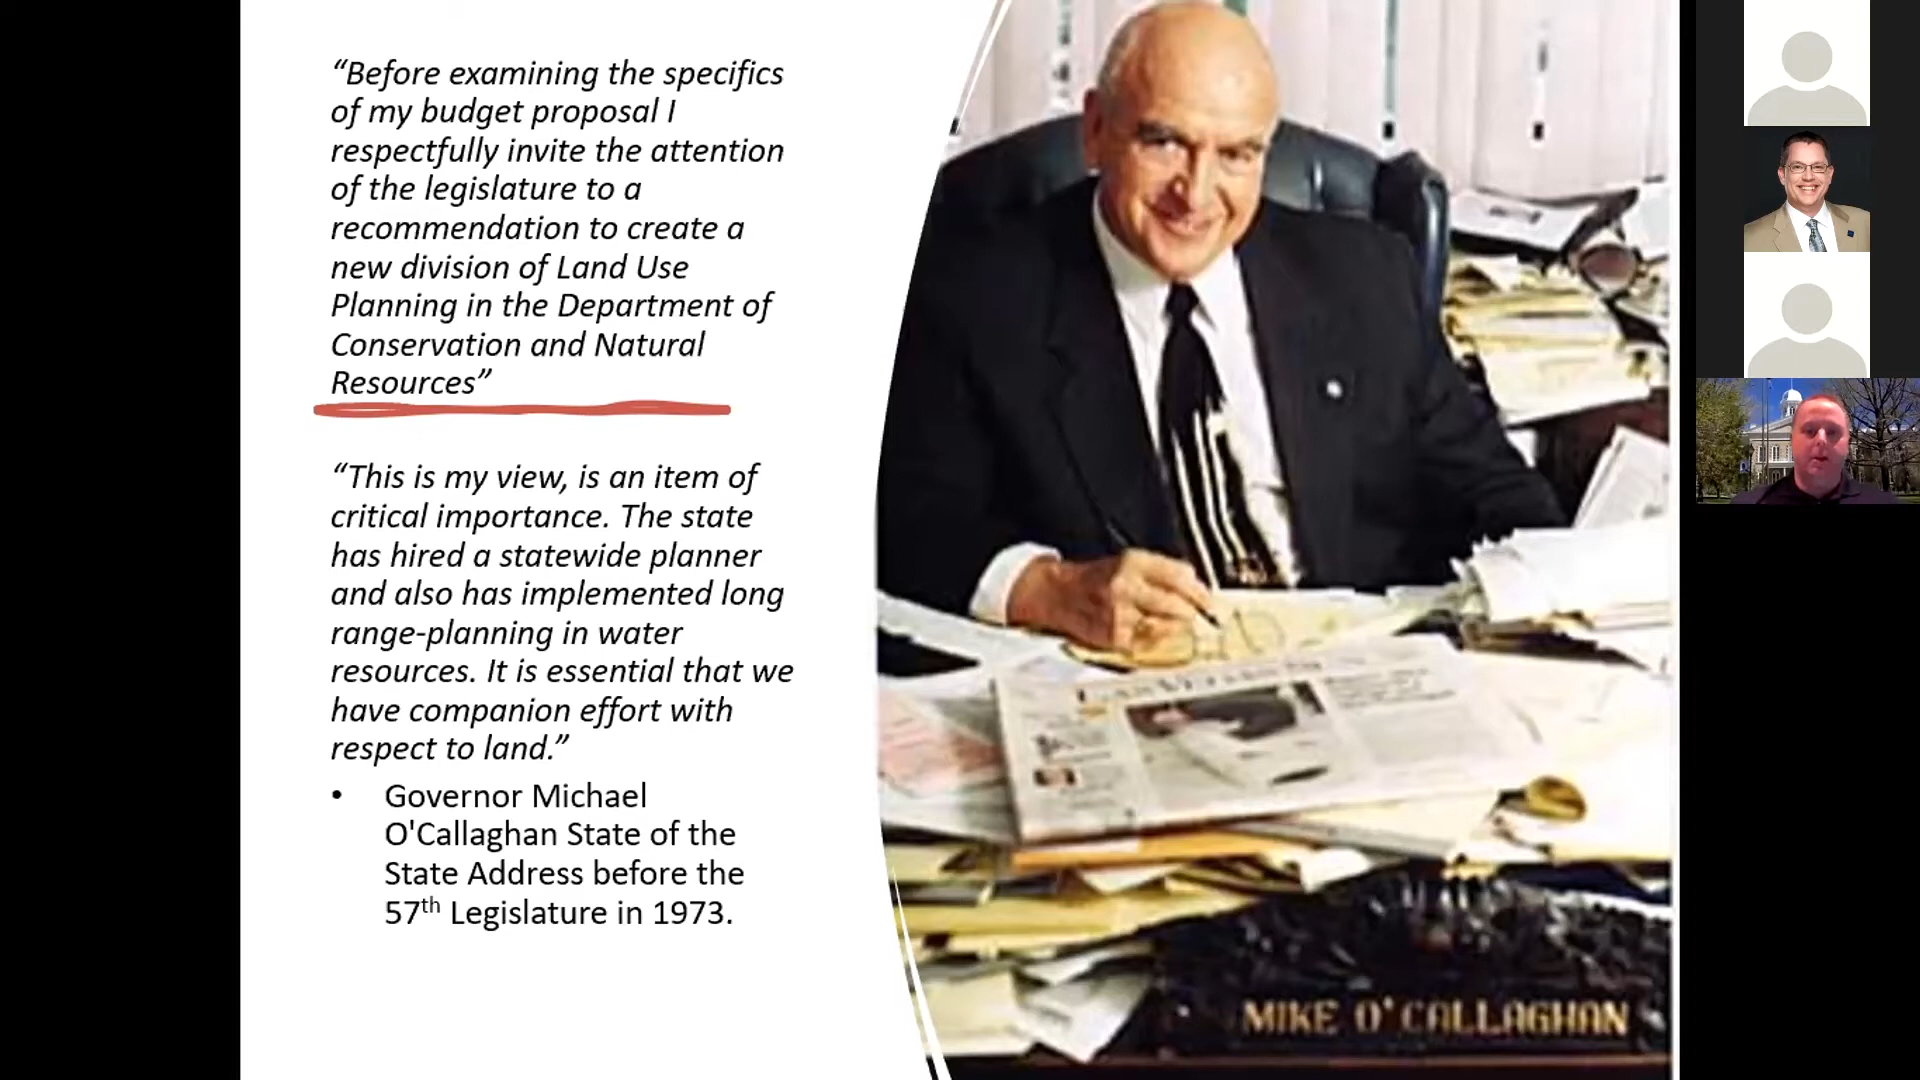 “Before examining the specifics
of my budget proposal I
respectfully invite the attention
of the legislature to a
recommendation to create a
new division of Land Use
Planning in the Department of
Conservation and Natural
Resources”
“This is my view, is an item of
critical importance. The state
has hired a statewide planner
and also has implemented long
range-planning in water
resources. It is essential that we
have companion effort with
respect to land.”
• Governor Michael
O'Callaghan State of the
State Address before the
57th Legislature in 1973.
MIKE O'CALLAGHAN